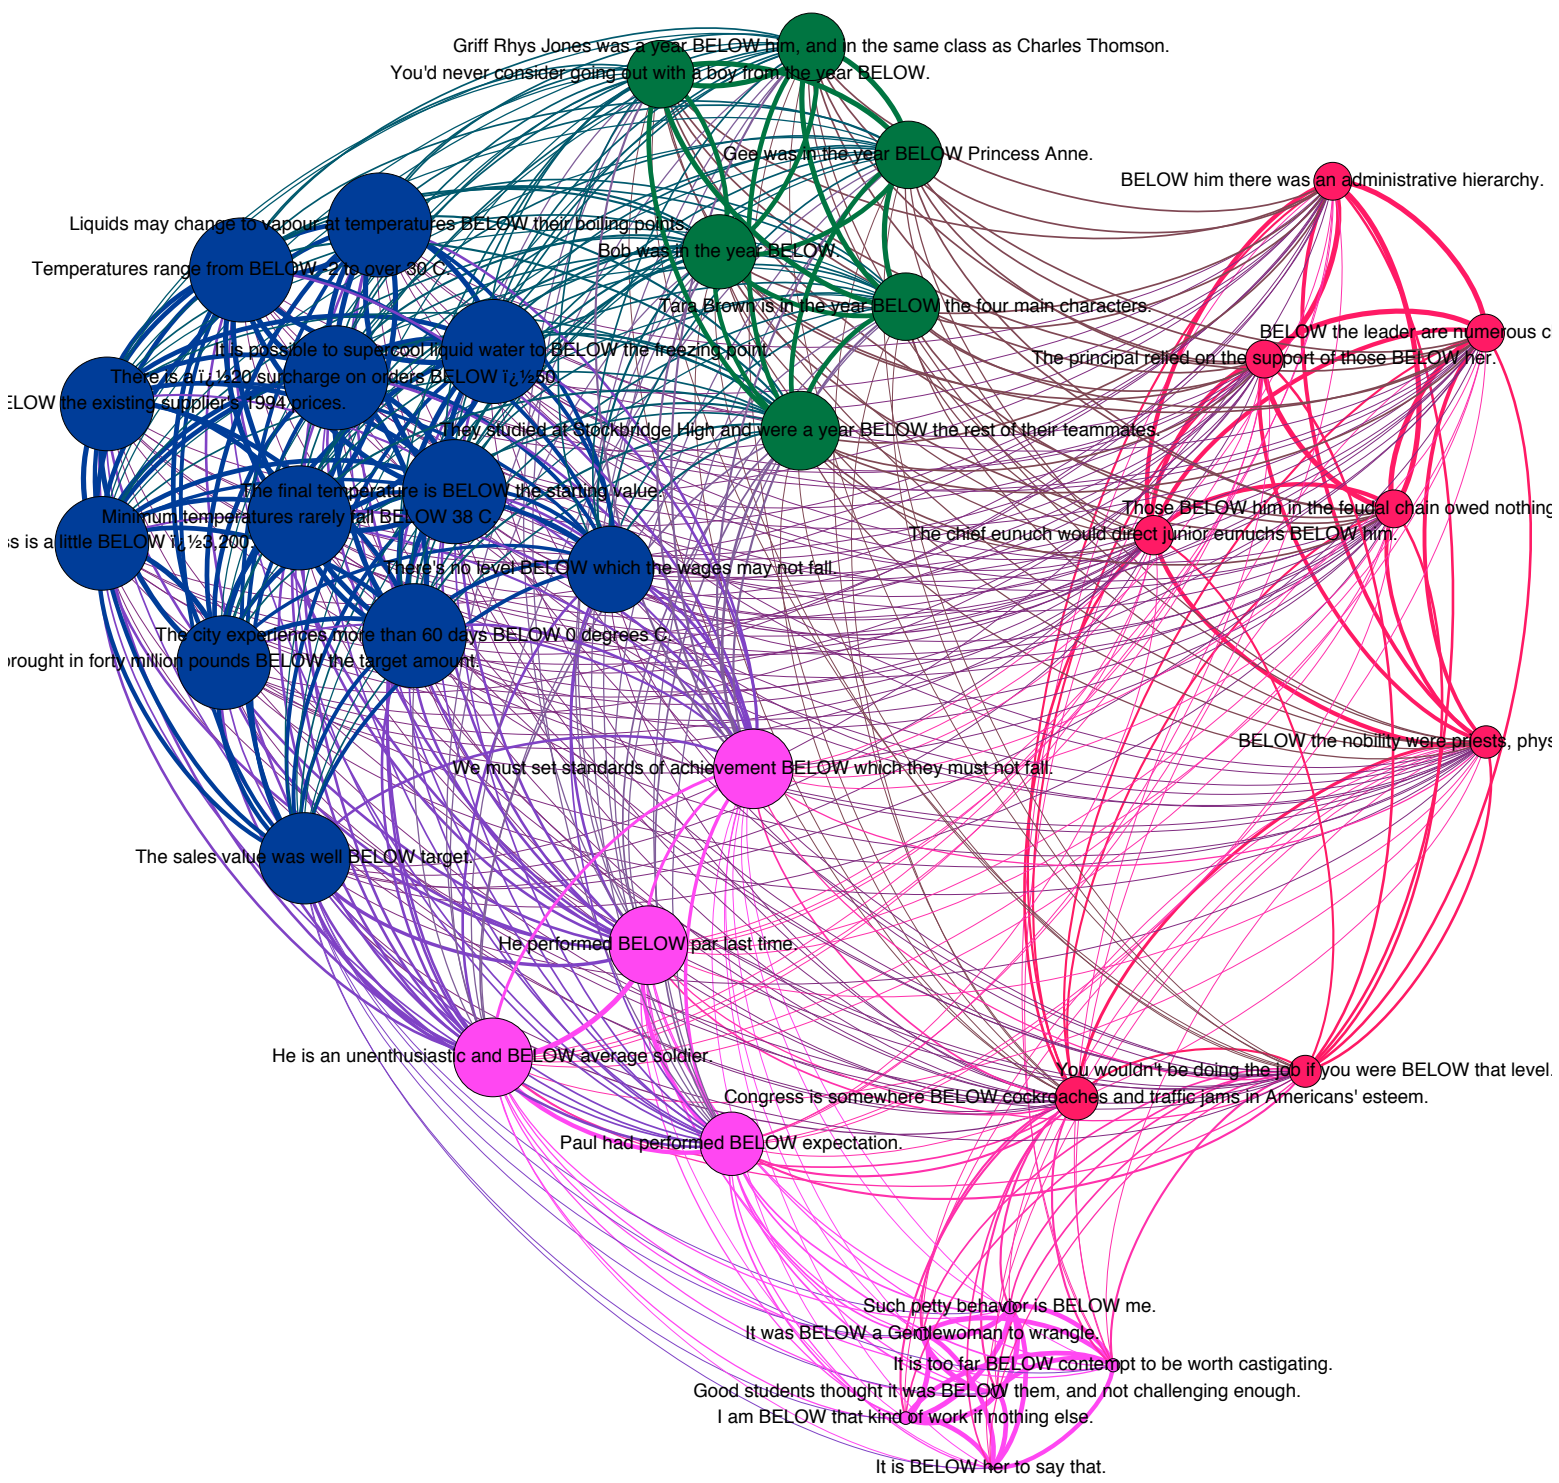 Griff Rhys Jones was a year BELOW him, and in the same class as Charles Thomson.
You'd never consider going out with a boy from the year BELOW.
Gee was in the year BELOW Princess Anne.
BELOW him there was an administrative hierarchy.
Liquids may change to vapour at temperatures BELOW their boiling points.
Bob was in the year BELOW.
Temperatures range from BELOW -2 to over 30 C.
Tara Brown is in the year BELOW the four main characters.
BELOW the leader are numerous c
It is possible to supercool liquid water to BELOW the freezing point.
The principal relied on the support of those BELOW her.
There is a ï¿½20 surcharge on orders BELOW ï¿½50.
ELOW the existing supplier's 1994 prices.
They studied at Stockbridge High and were a year BELOW the rest of their teammates.
The final temperature is BELOW the starting value.
Those BELOW him in the feudal chain owed nothing
Minimum temperatures rarely fall BELOW 38 C.
The chief eunuch would direct junior eunuchs BELOW him.
ss is a little BELOW ï¿½3,200
There's no level BELOW which the wages may not fall.
The city experiences more than 60 days BELOW 0 degrees C.
brought in forty million pounds BELOW the target amount.
BELOW the nobility were priests, phys
We must set standards of achievement BELOW which they must not fall.
The sales value was well BELOW target.
He performed BELOW par last time.
He is an unenthusiastic and BELOW average soldier.
You wouldn't be doing the job if you were BELOW that level.
Congress is somewhere BELOW cockroaches and traffic jams in Americans' esteem.
Paul had performed BELOW expectation.
Such petty behavior is BELOW me.
It was BELOW a Gentlewoman to wrangle.
It is too far BELOW contempt to be worth castigating.
Good students thought it was BELOW them, and not challenging enough.
I am BELOW that kind of work if nothing else.
It is BELOW her to say that.